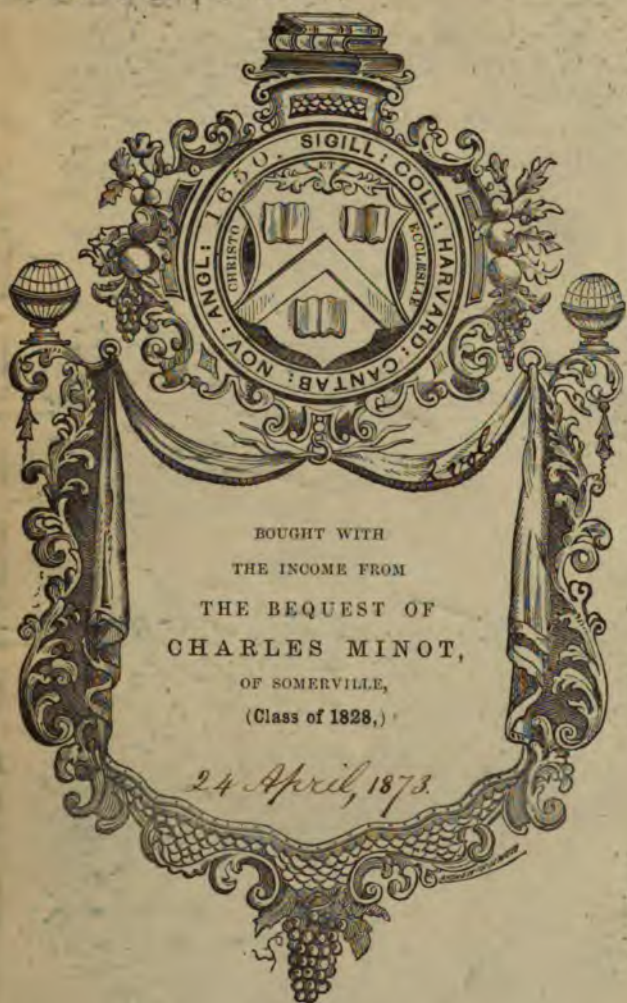 SIGILL: COLL: HARVARD: CANTAB: NOV: ANGL: 1650.
ET
CHRISTO
ECCLESIAE
BOUGHT WITH
THE INCOME FROM
THE BEQUEST OF
CHARLES MINOT,
OF SOMERVILLE,
(Class of 1828,)
24 April, 1873.